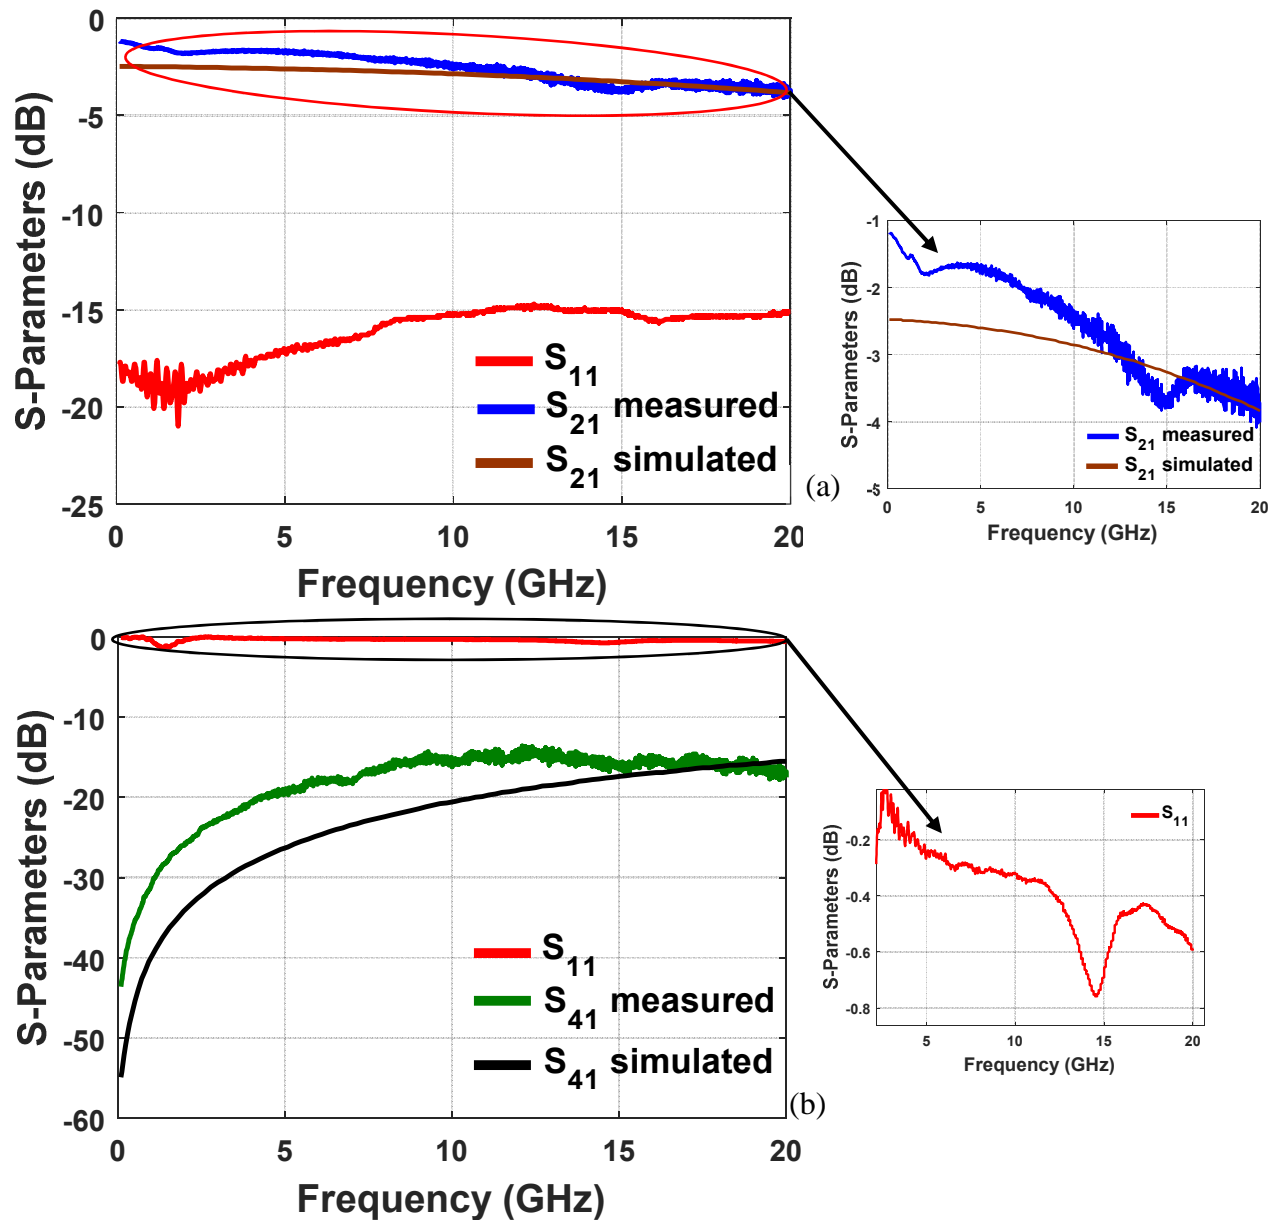 0
-5
-10
-15
-20
-25
S-Parameters (dB)
S11
S21 measured
S21 simulated
0 5 10 15 20
Frequency (GHz)
(a)
-1
-2
-3
-4
-5
S-Parameters (dB)
S21 measured
S21 simulated
0 5 10 15 20
Frequency (GHz)
0
-10
-20
-30
-40
-50
-60
S-Parameters (dB)
S11
S41 measured
S41 simulated
0 5 10 15 20
Frequency (GHz)
(b)
-0.2
-0.4
-0.6
-0.8
S-Parameters (dB)
S11
5 10 15 20
Frequency (GHz)